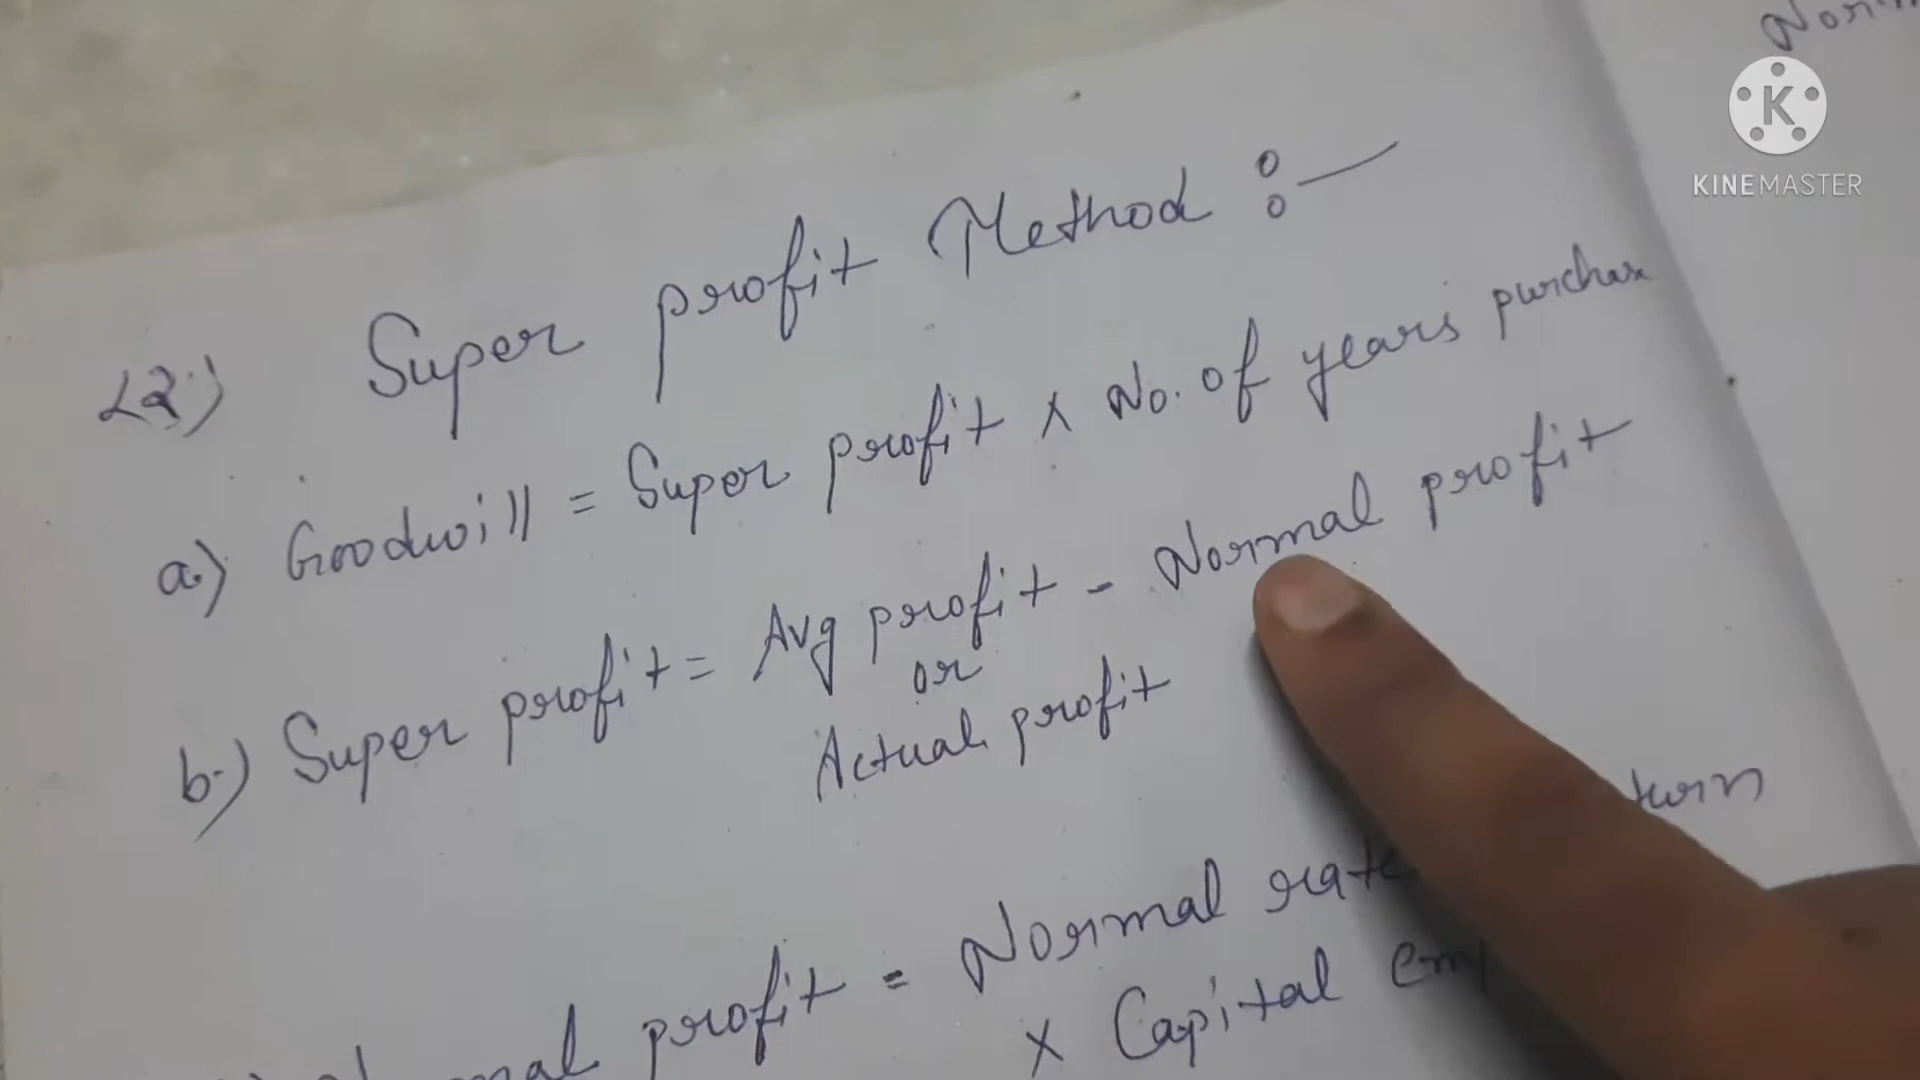 KINEMASTER
<2.) Super profit Method :-
a.) Goodwill = Super profit x No. of years purchase
b.) Super profit = Avg profit - Normal profit
or
Actual profit
profit = Normal rate
x Capital